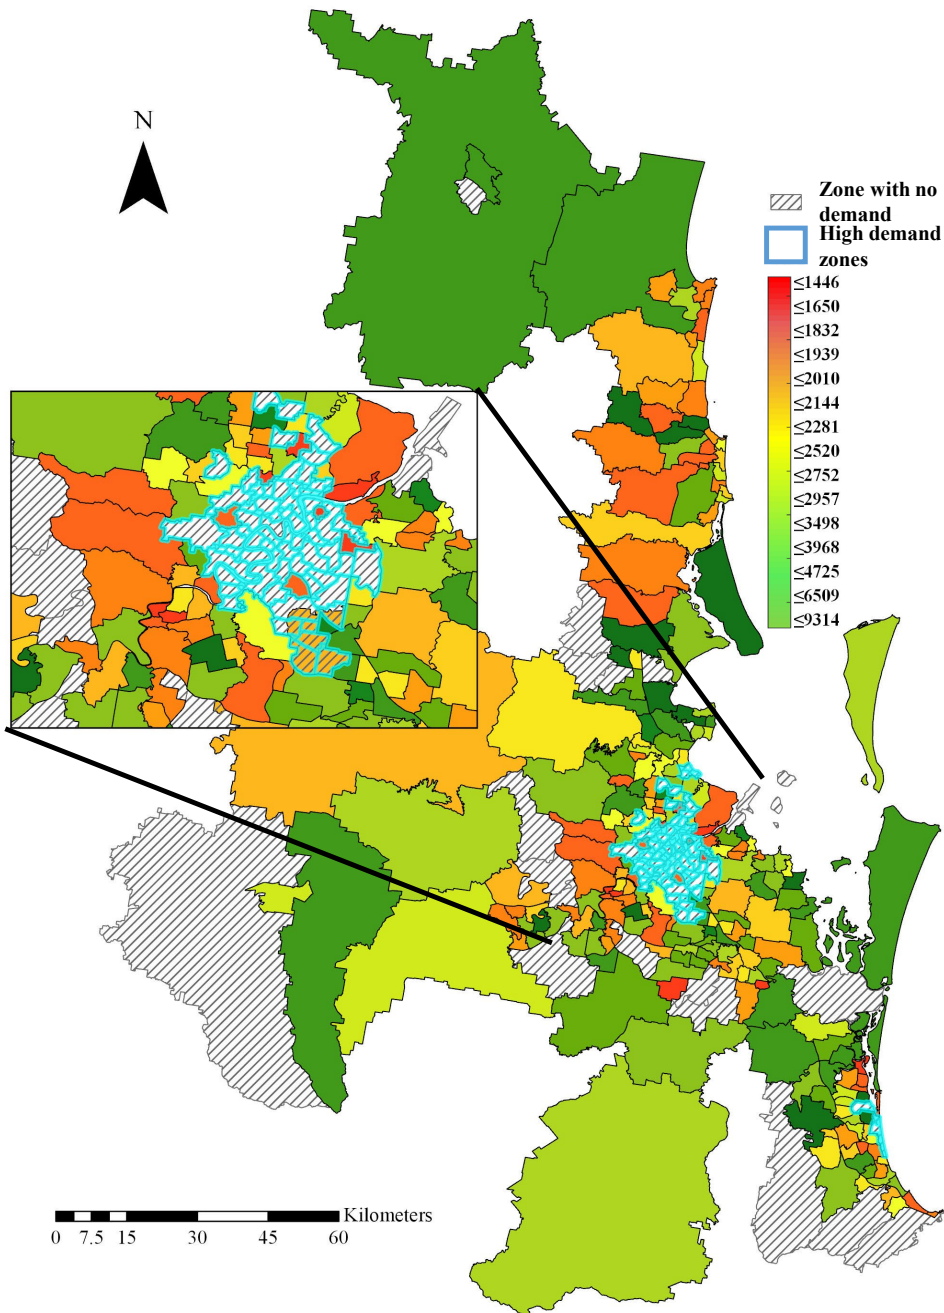 N
Zone with no
demand
High demand
zones
≤1446
≤1650
≤1832
≤1939
≤2010
≤2144
≤2281
≤2520
≤2752
≤2957
≤3498
≤3968
≤4725
≤6509
≤9314
Kilometers
0 7.5 15 30 45 60